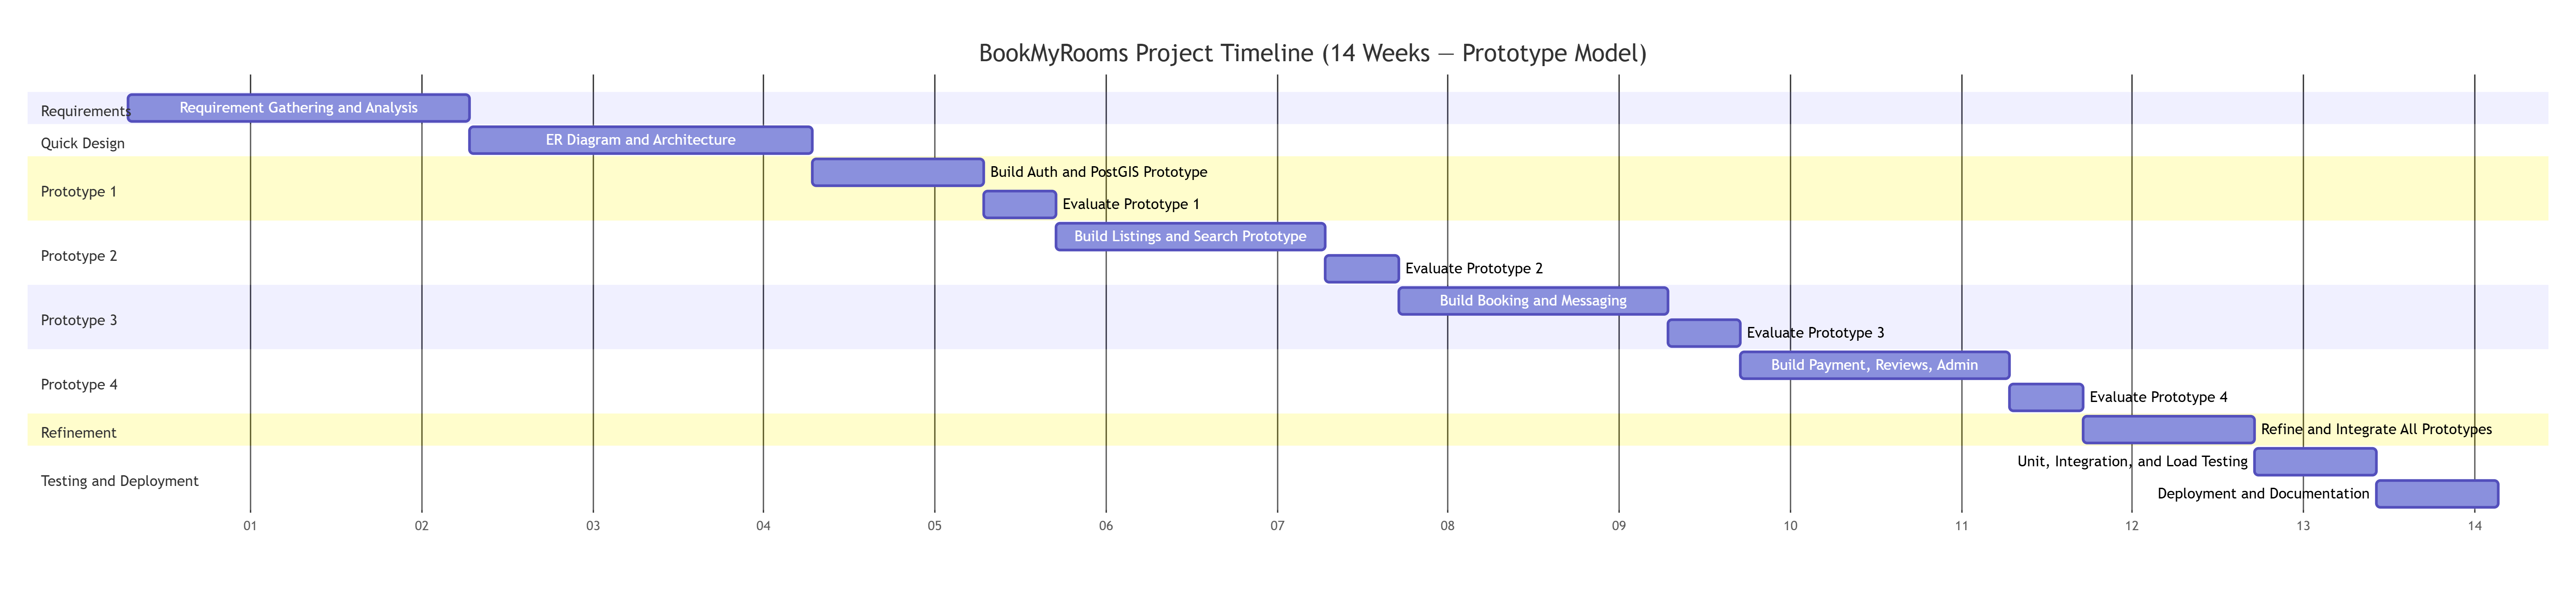 BookMyRooms Project Timeline (14 Weeks — Prototype Model)
Requirements
Requirement Gathering and Analysis
Quick Design
ER Diagram and Architecture
Prototype 1
Build Auth and PostGIS Prototype
Evaluate Prototype 1
Prototype 2
Build Listings and Search Prototype
Evaluate Prototype 2
Prototype 3
Build Booking and Messaging
Evaluate Prototype 3
Prototype 4
Build Payment, Reviews, Admin
Evaluate Prototype 4
Refinement
Refine and Integrate All Prototypes
Testing and Deployment
Unit, Integration, and Load Testing
Deployment and Documentation
01 02 03 04 05 06 07 08 09 10 11 12 13 14